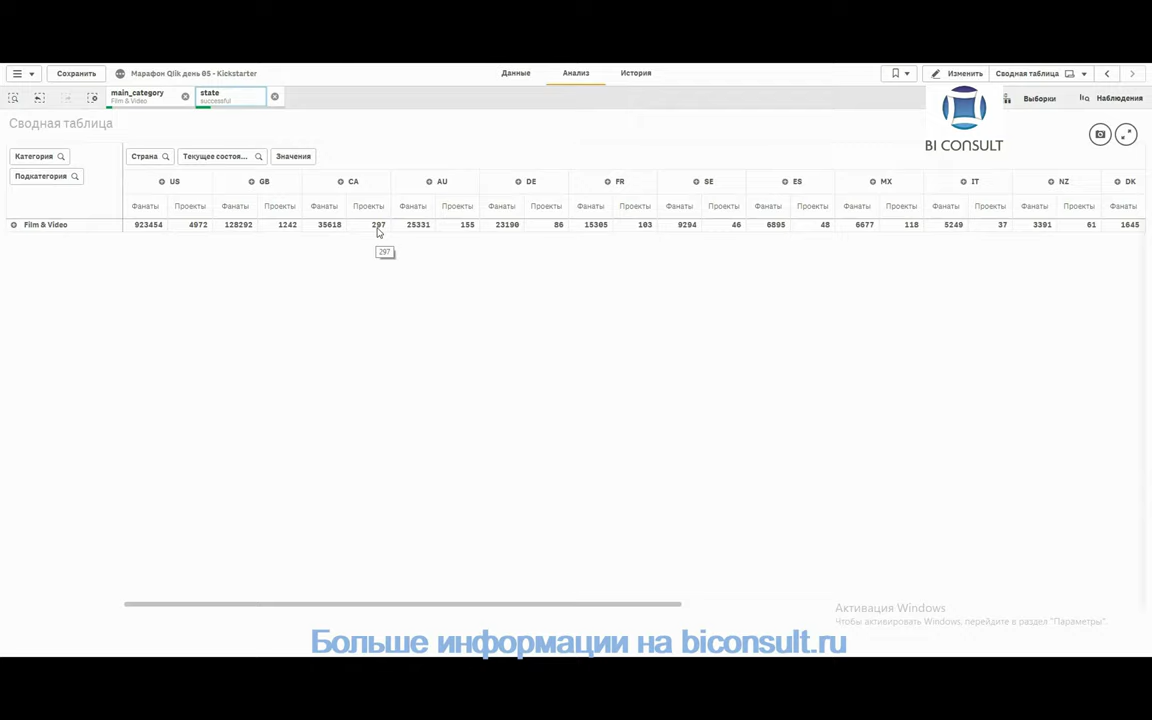 Сохранить
Марафон Qlik день 05 - Kickstarter
Данные
Анализ
История
Изменить
Сводная таблица
main_category
Film & Video
state
successful
Выборки
Наблюдения
BI CONSULT
Сводная таблица
Категория
Страна
Текущее состоя...
Значения
Подкатегория
US GB CA AU DE FR SE ES MX IT NZ DK
Фанаты Проекты Фанаты Проекты Фанаты Проекты Фанаты Проекты Фанаты Проекты Фанаты Проекты Фанаты Проекты Фанаты Проекты Фанаты Проекты Фанаты Проекты Фанаты Проекты Фанаты
Film & Video 923454 4972 128292 1242 35618 297 25331 155 23190 86 15305 103 9294 46 6895 48 6677 118 5249 37 3391 61 1645
297
Активация Windows
Чтобы активировать Windows, перейдите в раздел "Параметры".
Больше информации на biconsult.ru